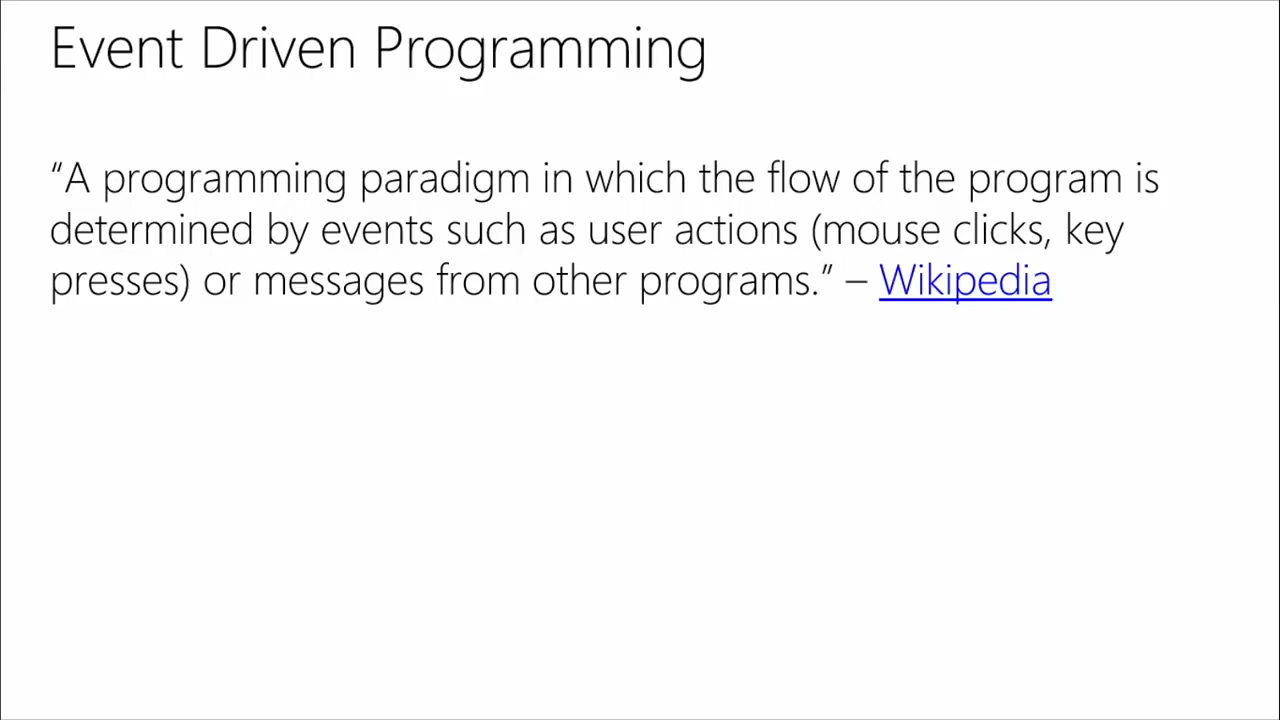 Event Driven Programming
“A programming paradigm in which the flow of the program is
determined by events such as user actions (mouse clicks, key
presses) or messages from other programs.” – Wikipedia